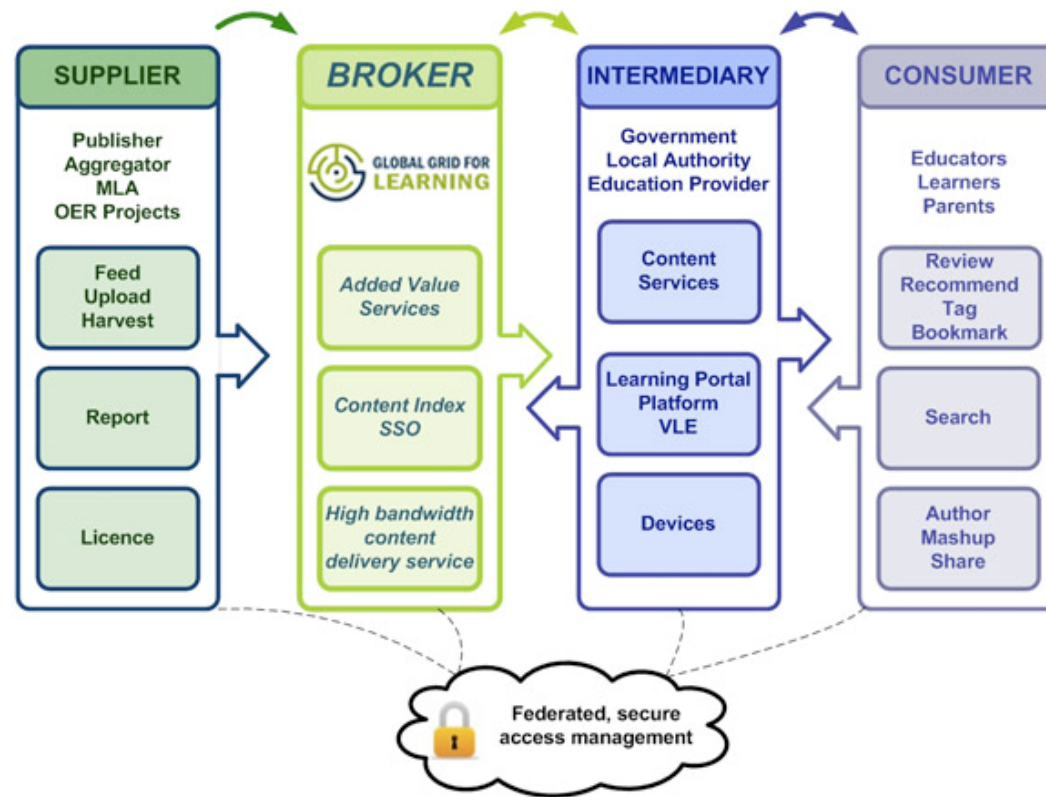 SUPPLIER
Publisher
Aggregator
MLA
OER Projects
Feed
Upload
Harvest
Report
Licence
BROKER
GLOBAL GRID FOR
LEARNING
Added Value
Services
Content Index
SSO
High bandwidth
content
delivery service
INTERMEDIARY
Government
Local Authority
Education Provider
Content
Services
Learning Portal
Platform
VLE
Devices
CONSUMER
Educators
Learners
Parents
Review
Recommend
Tag
Bookmark
Search
Author
Mashup
Share
Federated, secure
access management